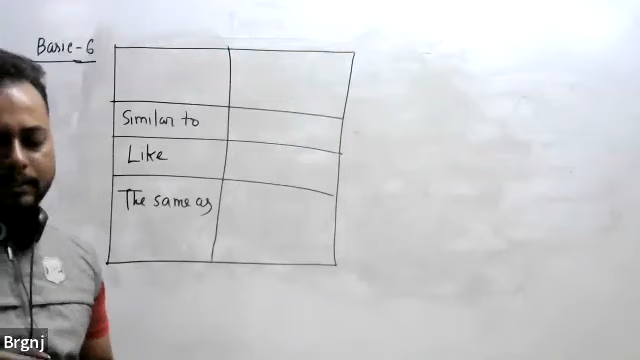 Basic-6
Similar to
Like
The same as
Brgnj